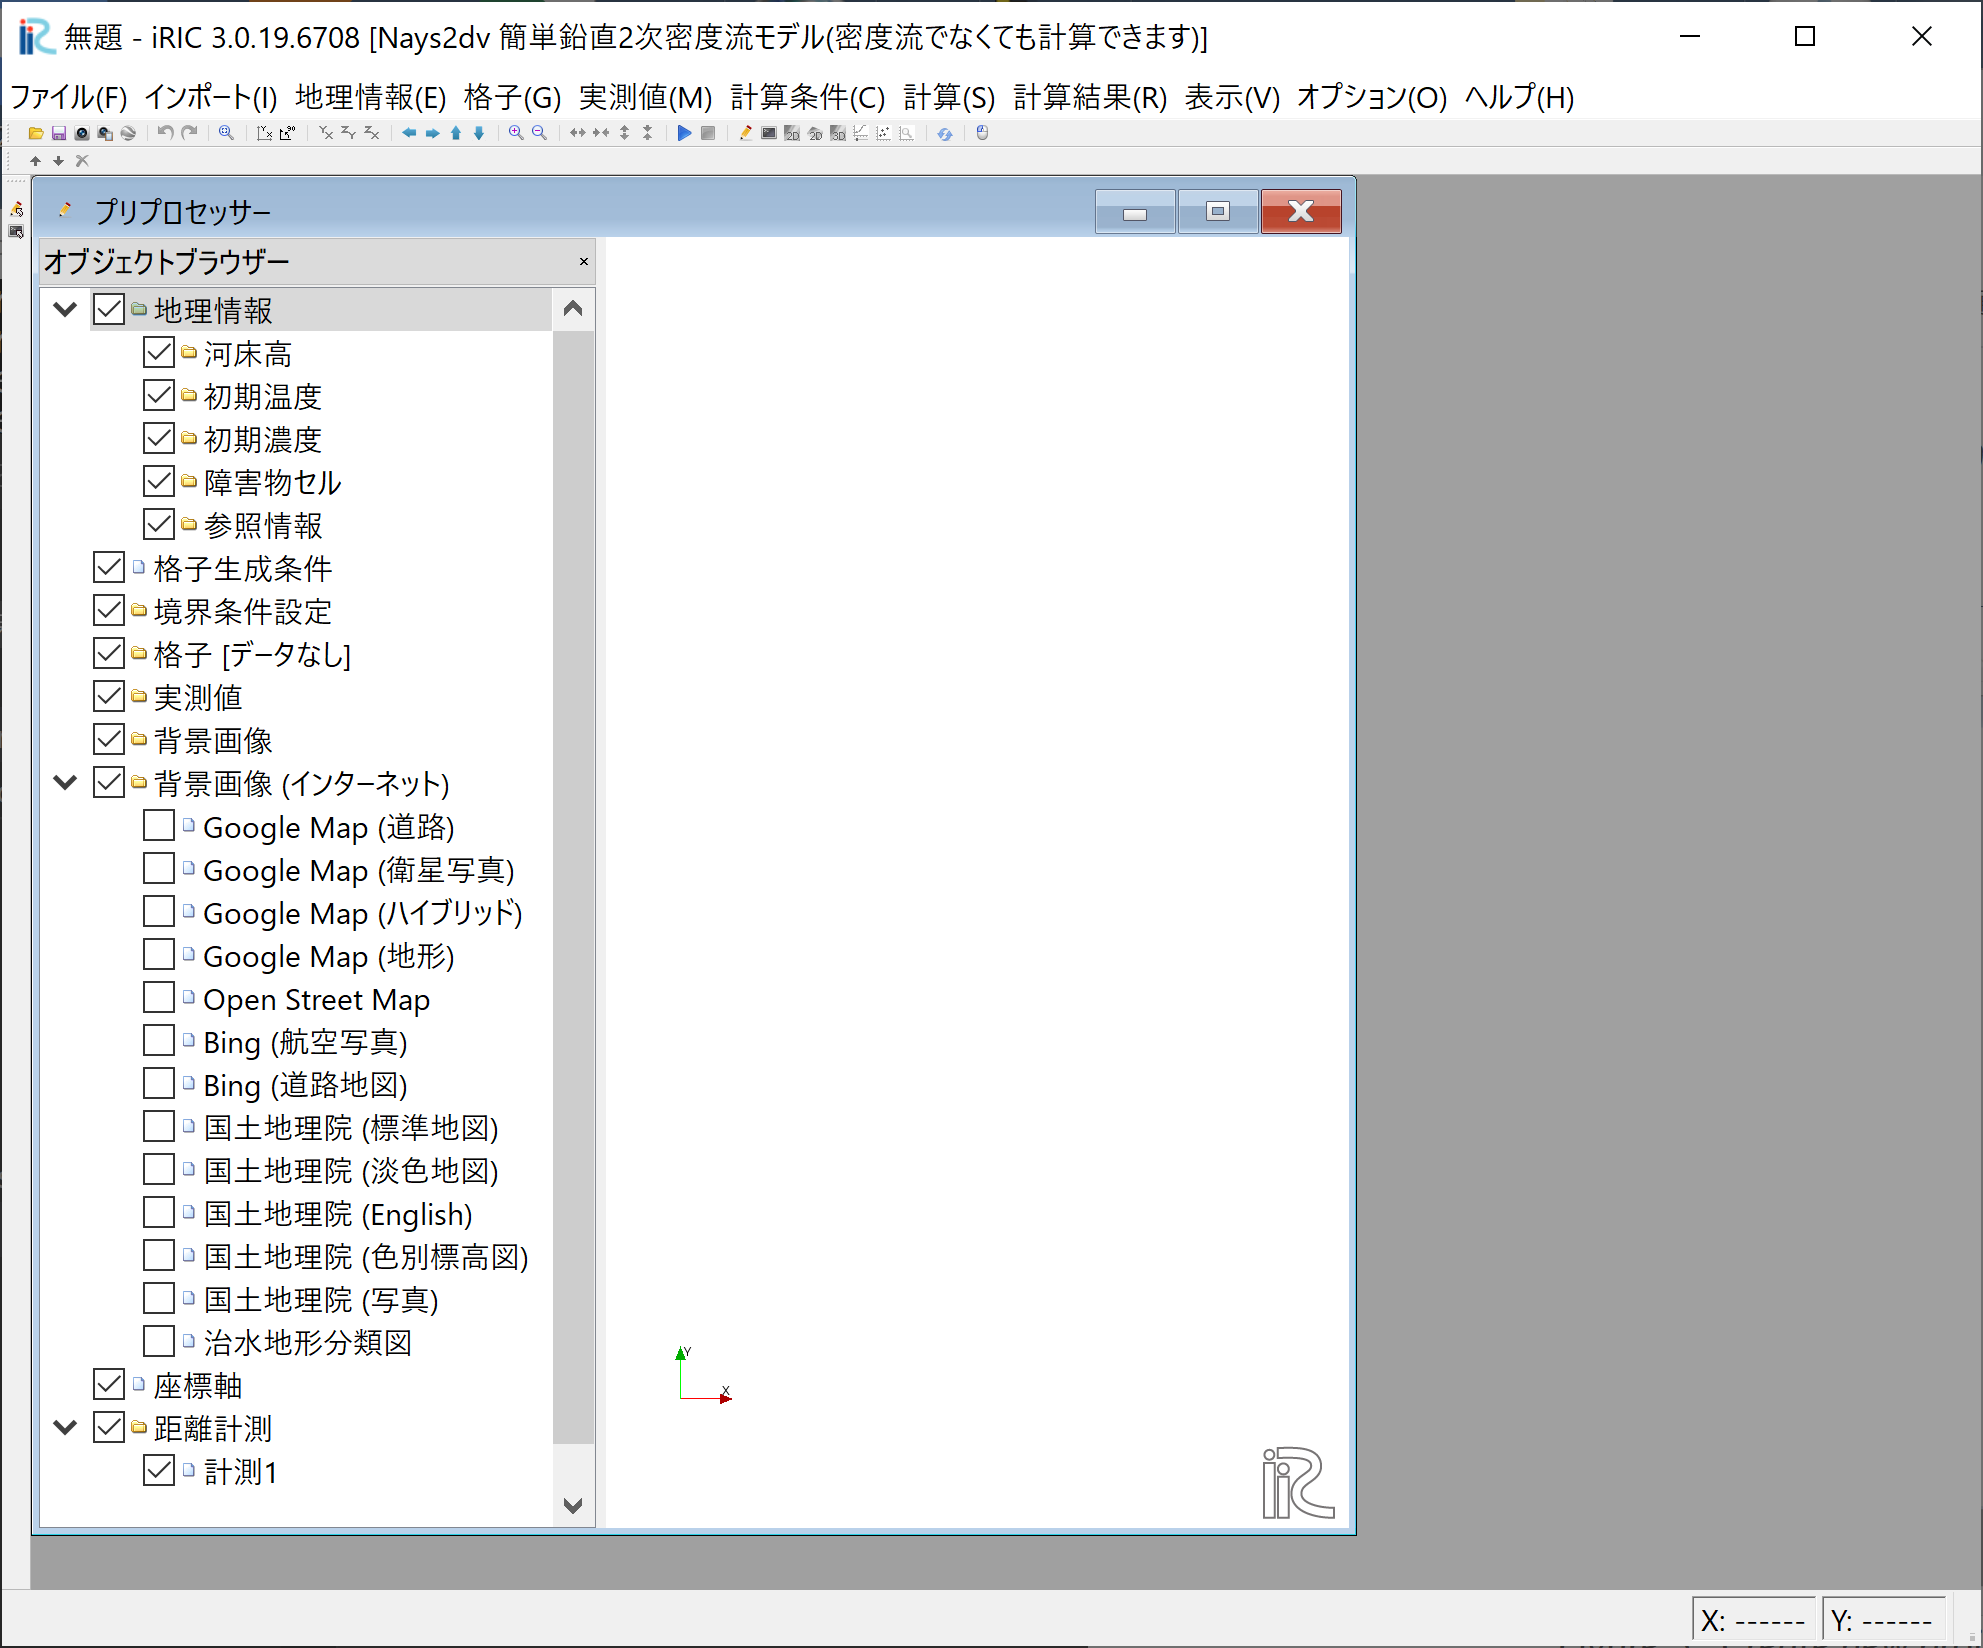 無題 - iRIC 3.0.19.6708 [Nays2dv 簡単鉛直2次密度流モデル(密度流でなくても計算できます)]
ファイル(F) インポート(I) 地理情報(E) 格子(G) 実測値(M) 計算条件(C) 計算(S) 計算結果(R) 表示(V) オプション(O) ヘルプ(H)
プリプロセッサー
オブジェクトブラウザー
地理情報
河床高
初期温度
初期濃度
障害物セル
参照情報
格子生成条件
境界条件設定
格子 [データなし]
実測値
背景画像
背景画像 (インターネット)
Google Map (道路)
Google Map (衛星写真)
Google Map (ハイブリッド)
Google Map (地形)
Open Street Map
Bing (航空写真)
Bing (道路地図)
国土地理院 (標準地図)
国土地理院 (淡色地図)
国土地理院 (English)
国土地理院 (色別標高図)
国土地理院 (写真)
治水地形分類図
座標軸
距離計測
計測1
Y
X
iRIC
X: ------ Y: ------